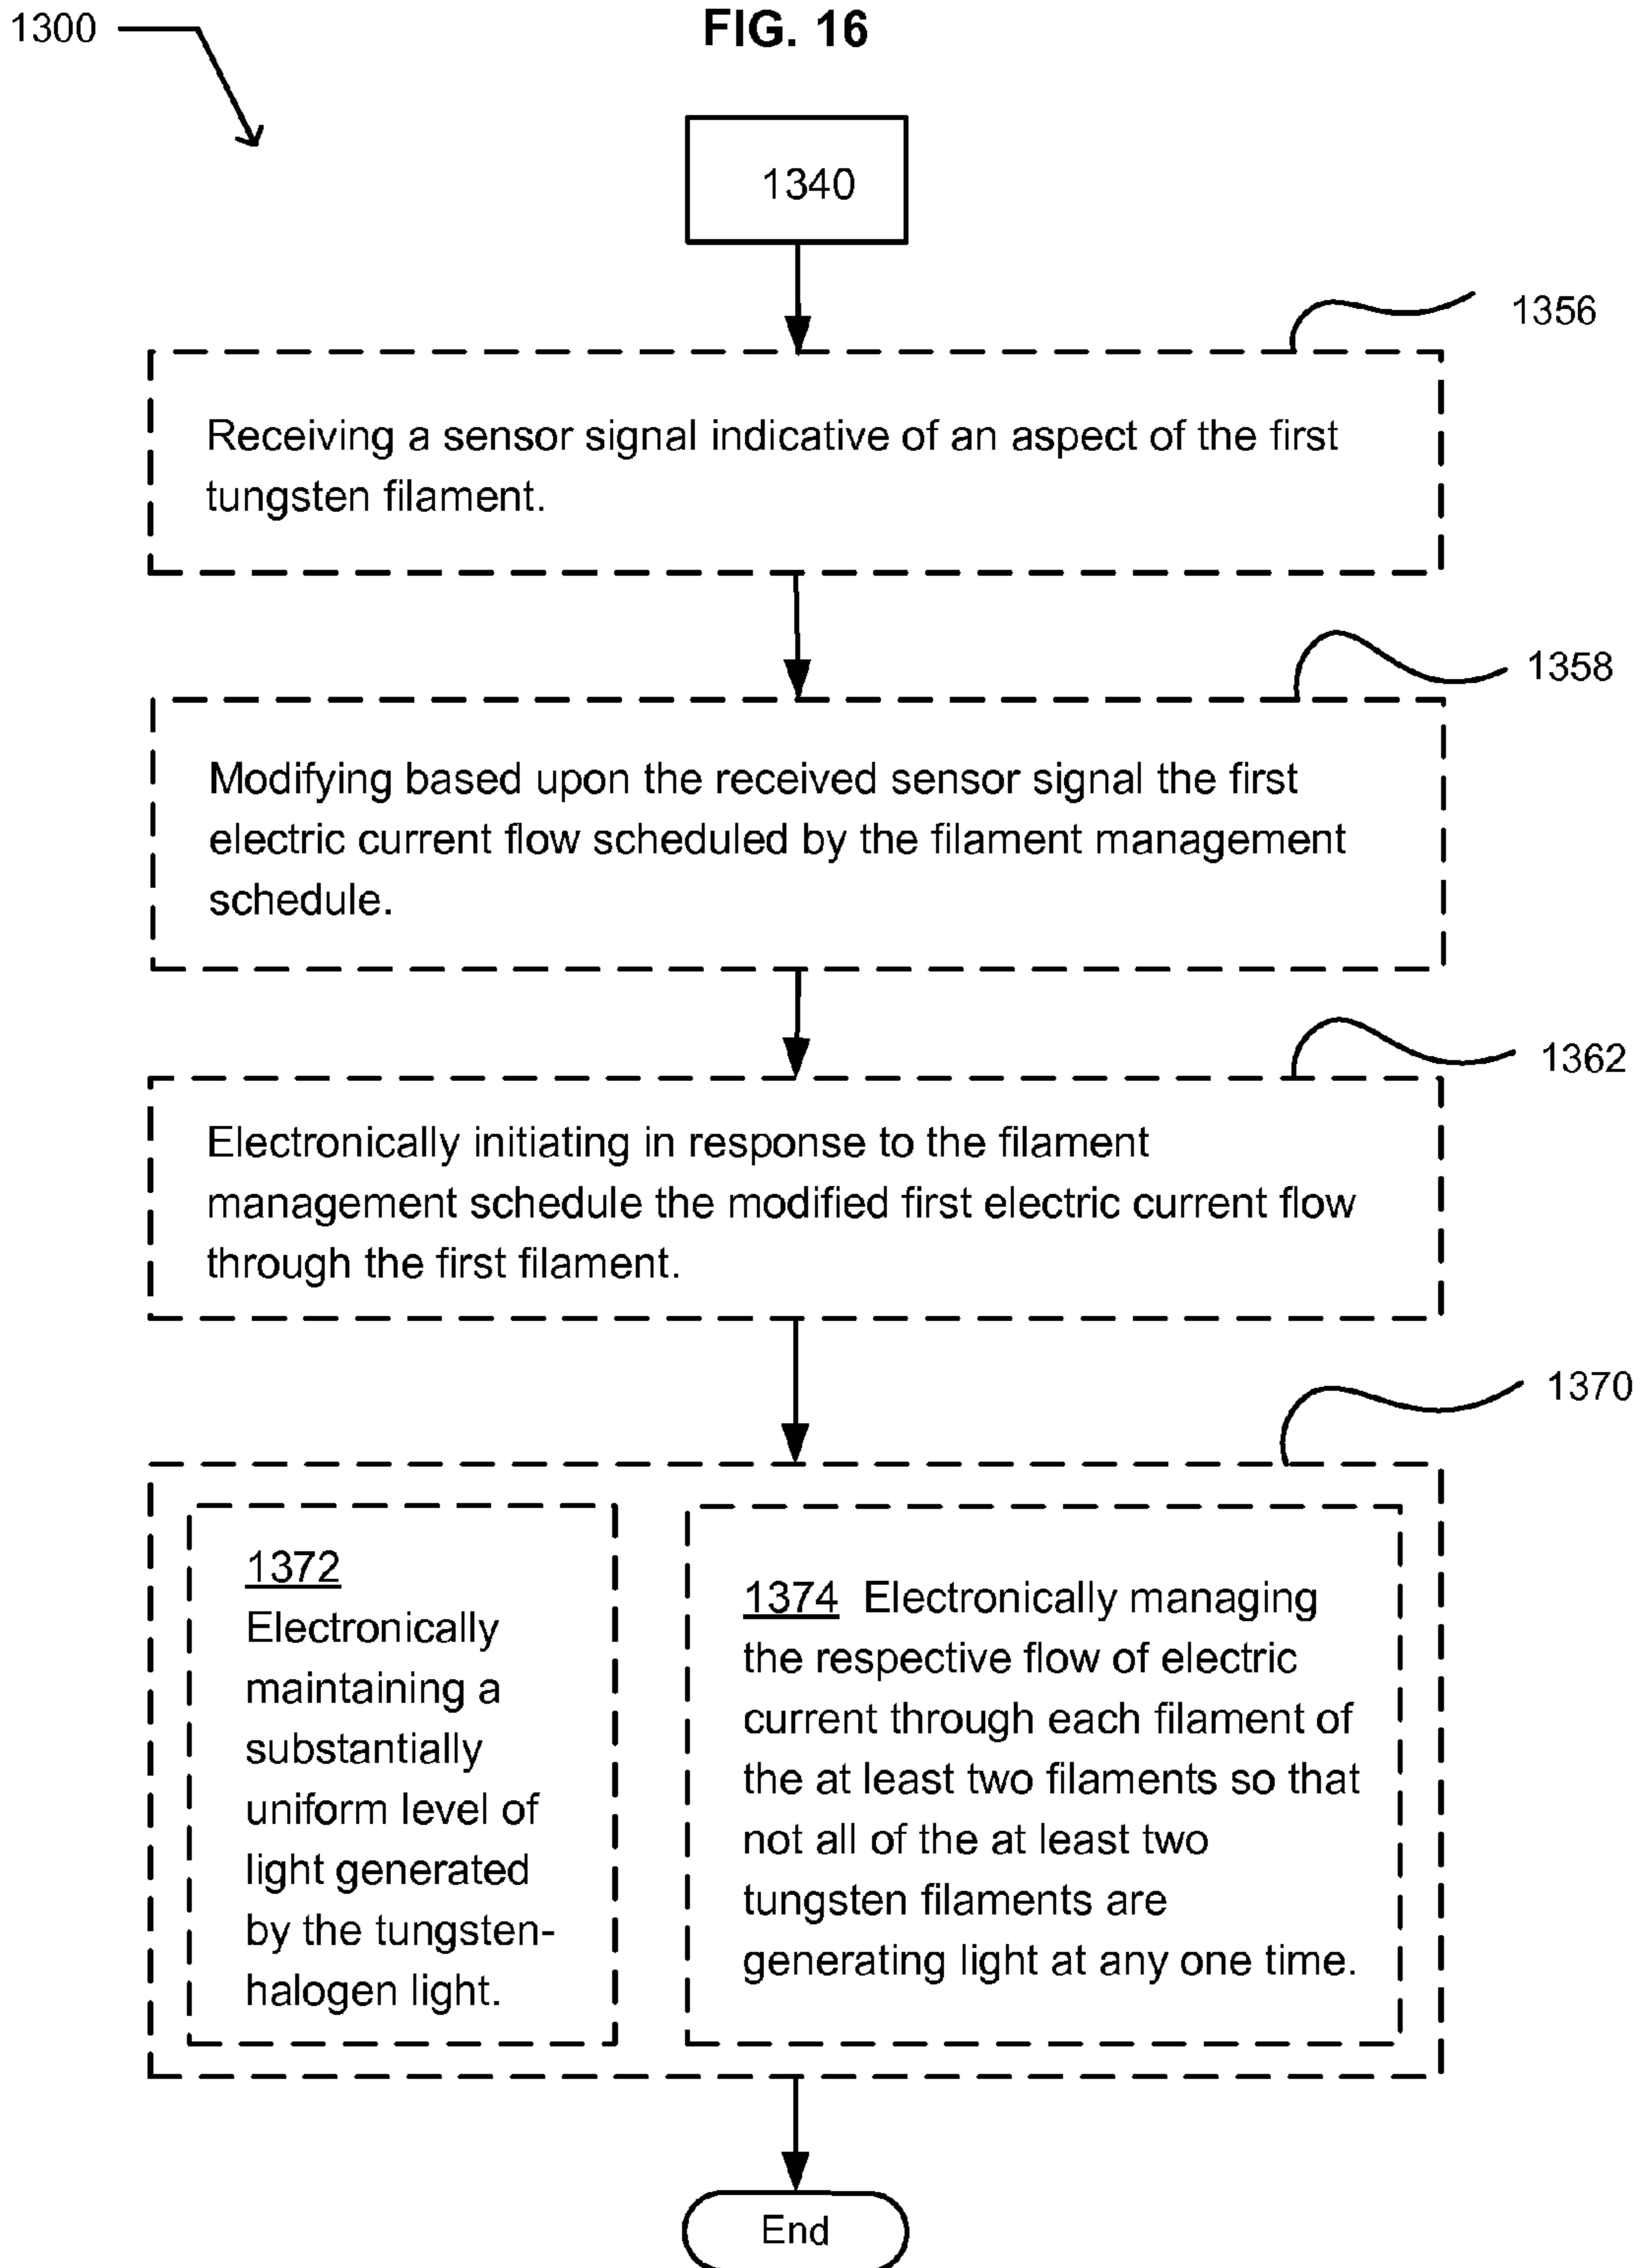 1300
FIG. 16
1340
1356
Receiving a sensor signal indicative of an aspect of the first
tungsten filament.
1358
Modifying based upon the received sensor signal the first
electric current flow scheduled by the filament management
schedule.
1362
Electronically initiating in response to the filament
management schedule the modified first electric current flow
through the first filament.
1370
1372
Electronically
maintaining a
substantially
uniform level of
light generated
by the tungsten-
halogen light.
1374 Electronically managing
the respective flow of electric
current through each filament of
the at least two filaments so that
not all of the at least two
tungsten filaments are
generating light at any one time.
End